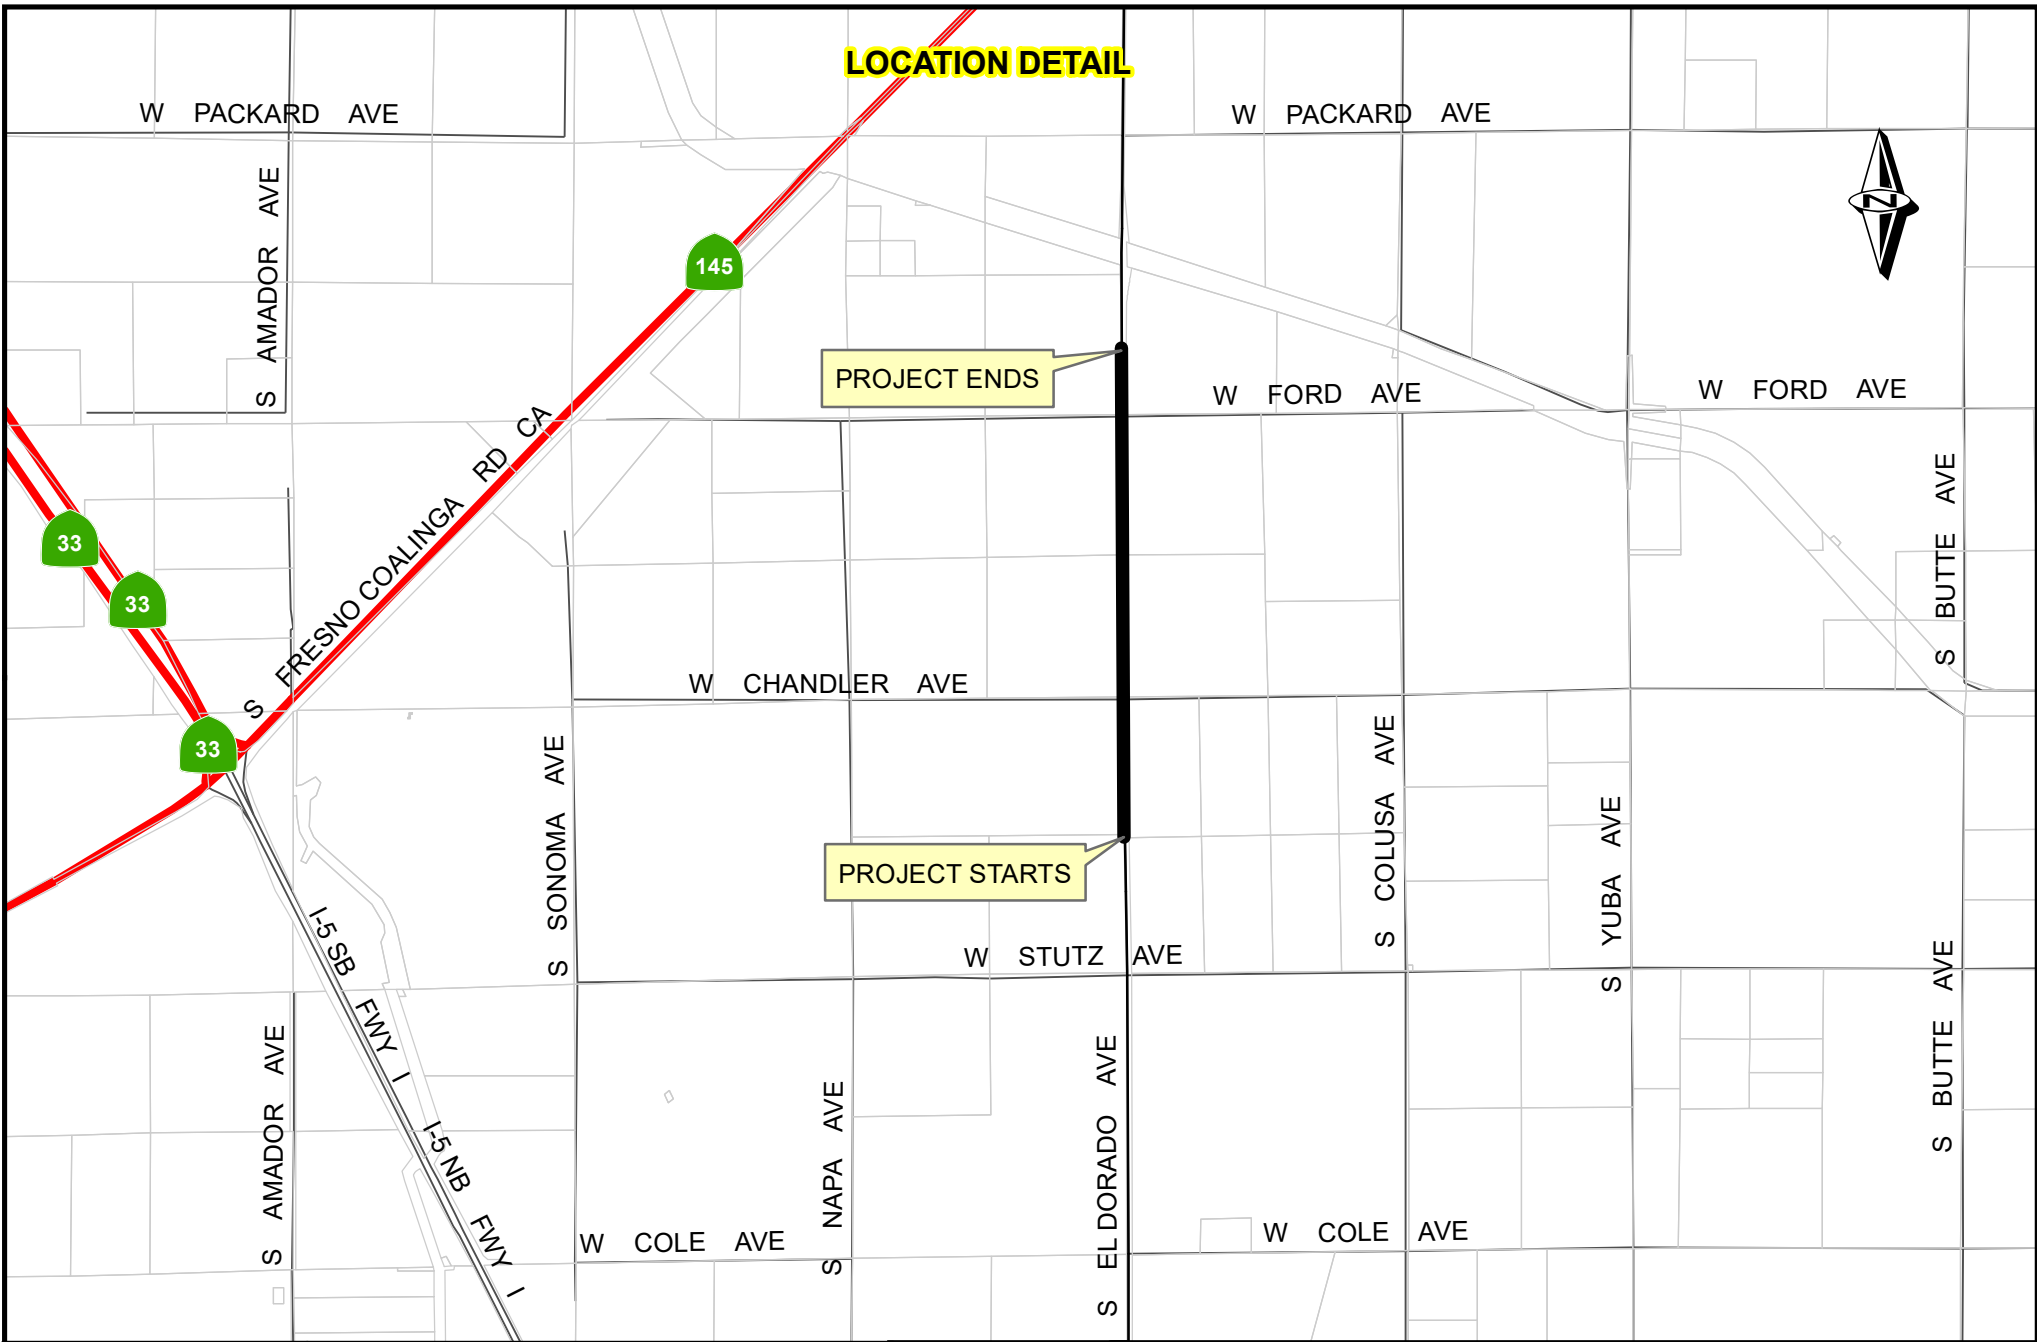 LOCATION DETAIL
W PACKARD AVE
W PACKARD AVE
S AMADOR AVE
N
145
PROJECT ENDS
W FORD AVE
W FORD AVE
S FRESNO COALINGA RD CA
33
33
33
S BUTTE AVE
W CHANDLER AVE
S SONOMA AVE
S COLUSA AVE
S YUBA AVE
PROJECT STARTS
W STUTZ AVE
I-5 SB FWY I
I-5 NB FWY I
S AMADOR AVE
S NAPA AVE
S EL DORADO AVE
S BUTTE AVE
W COLE AVE
W COLE AVE